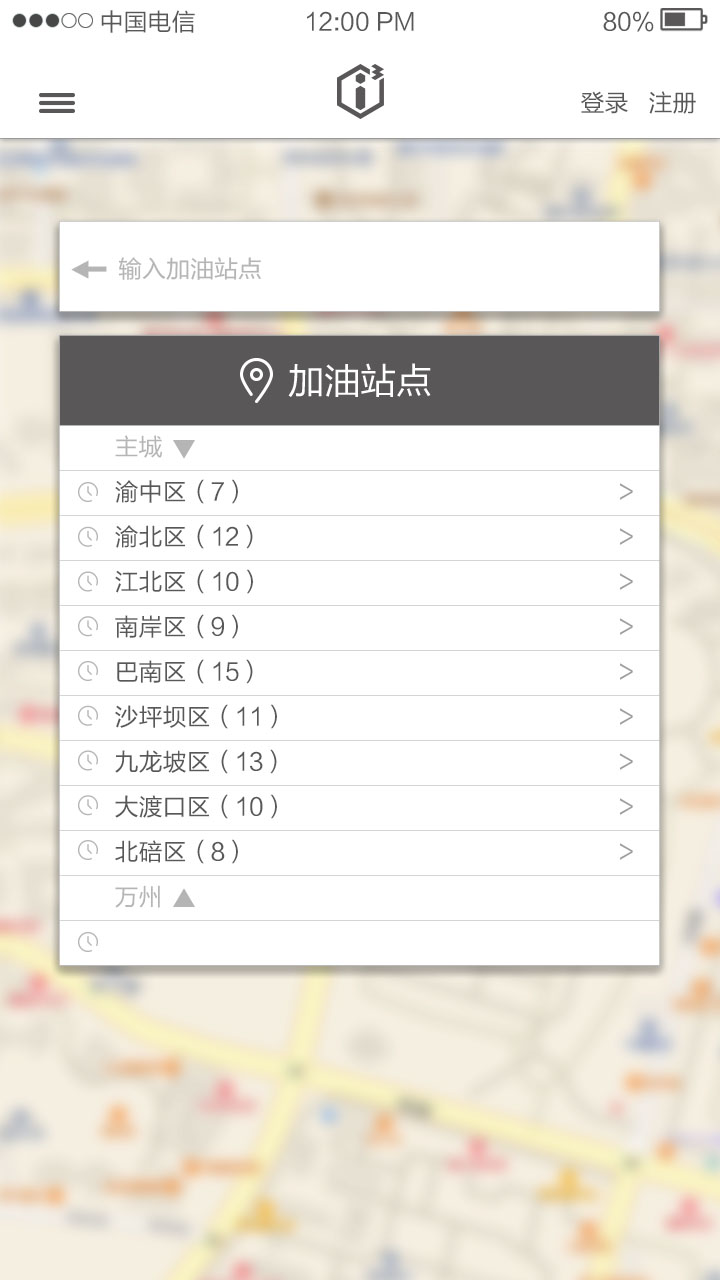 中国电信 12:00 PM 80%
登录 注册
输入加油站点
加油站点
主城 ▼
渝中区（7） >
渝北区（12） >
江北区（10） >
南岸区（9） >
巴南区（15） >
沙坪坝区（11） >
九龙坡区（13） >
大渡口区（10） >
北碚区（8） >
万州 ▲